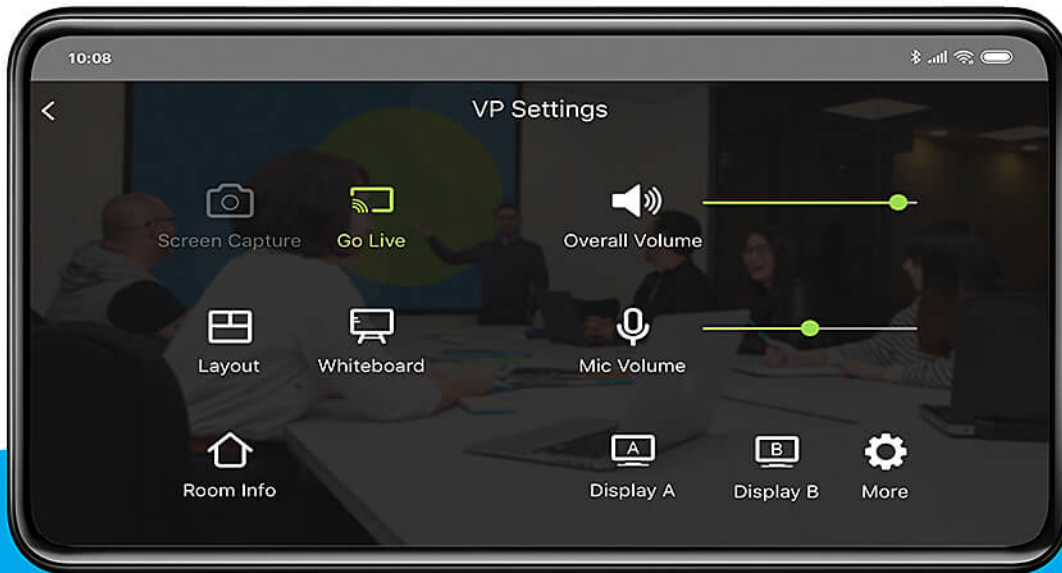 10:08
VP Settings
Screen Capture
Go Live
Overall Volume
Layout
Whiteboard
Mic Volume
A
B
Room Info
Display A
Display B
More